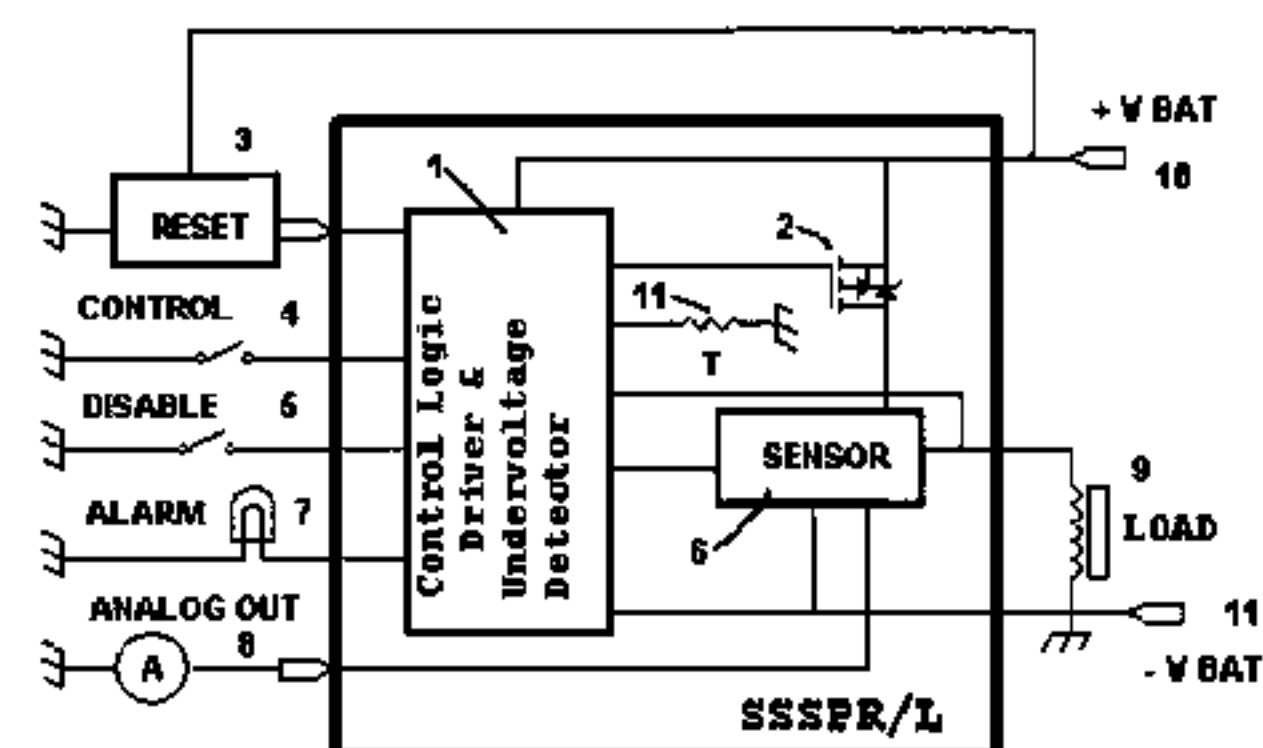 + V BAT
3
1
10
RESET
2
CONTROL 4
11
T
DISABLE 5
Control Logic
Driver &
Undervoltage
Detector
SENSOR
9
ALARM 7
LOAD
6
ANALOG OUT
11
8
A
- V BAT
SSSPR/L